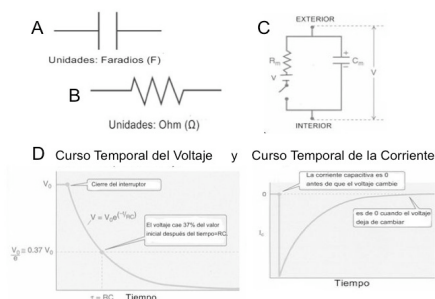 A
Unidades: Faradios (F)
B
Unidades: Ohm (Ω)
C
EXTERIOR
Rm
V
+
Cm
−
V
INTERIOR
D Curso Temporal del Voltaje y Curso Temporal de la Corriente
V₀
Cierre del interruptor
V = V₀e(-t/RC)
El voltaje cae 37% del valor
inicial después del tiempo=RC.
V₀/e = 0.37 V₀
τ = RC
Tiempo
La corriente capacitiva es 0
antes de que el voltaje cambie
0
es de 0 cuando el voltaje
deja de cambiar
Tiempo